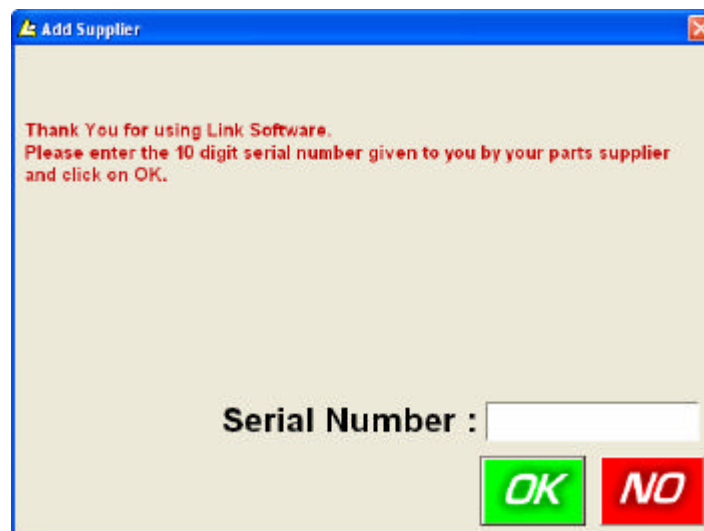 Add Supplier
Thank You for using Link Software.
Please enter the 10 digit serial number given to you by your parts supplier
and click on OK.
Serial Number :
OK NO